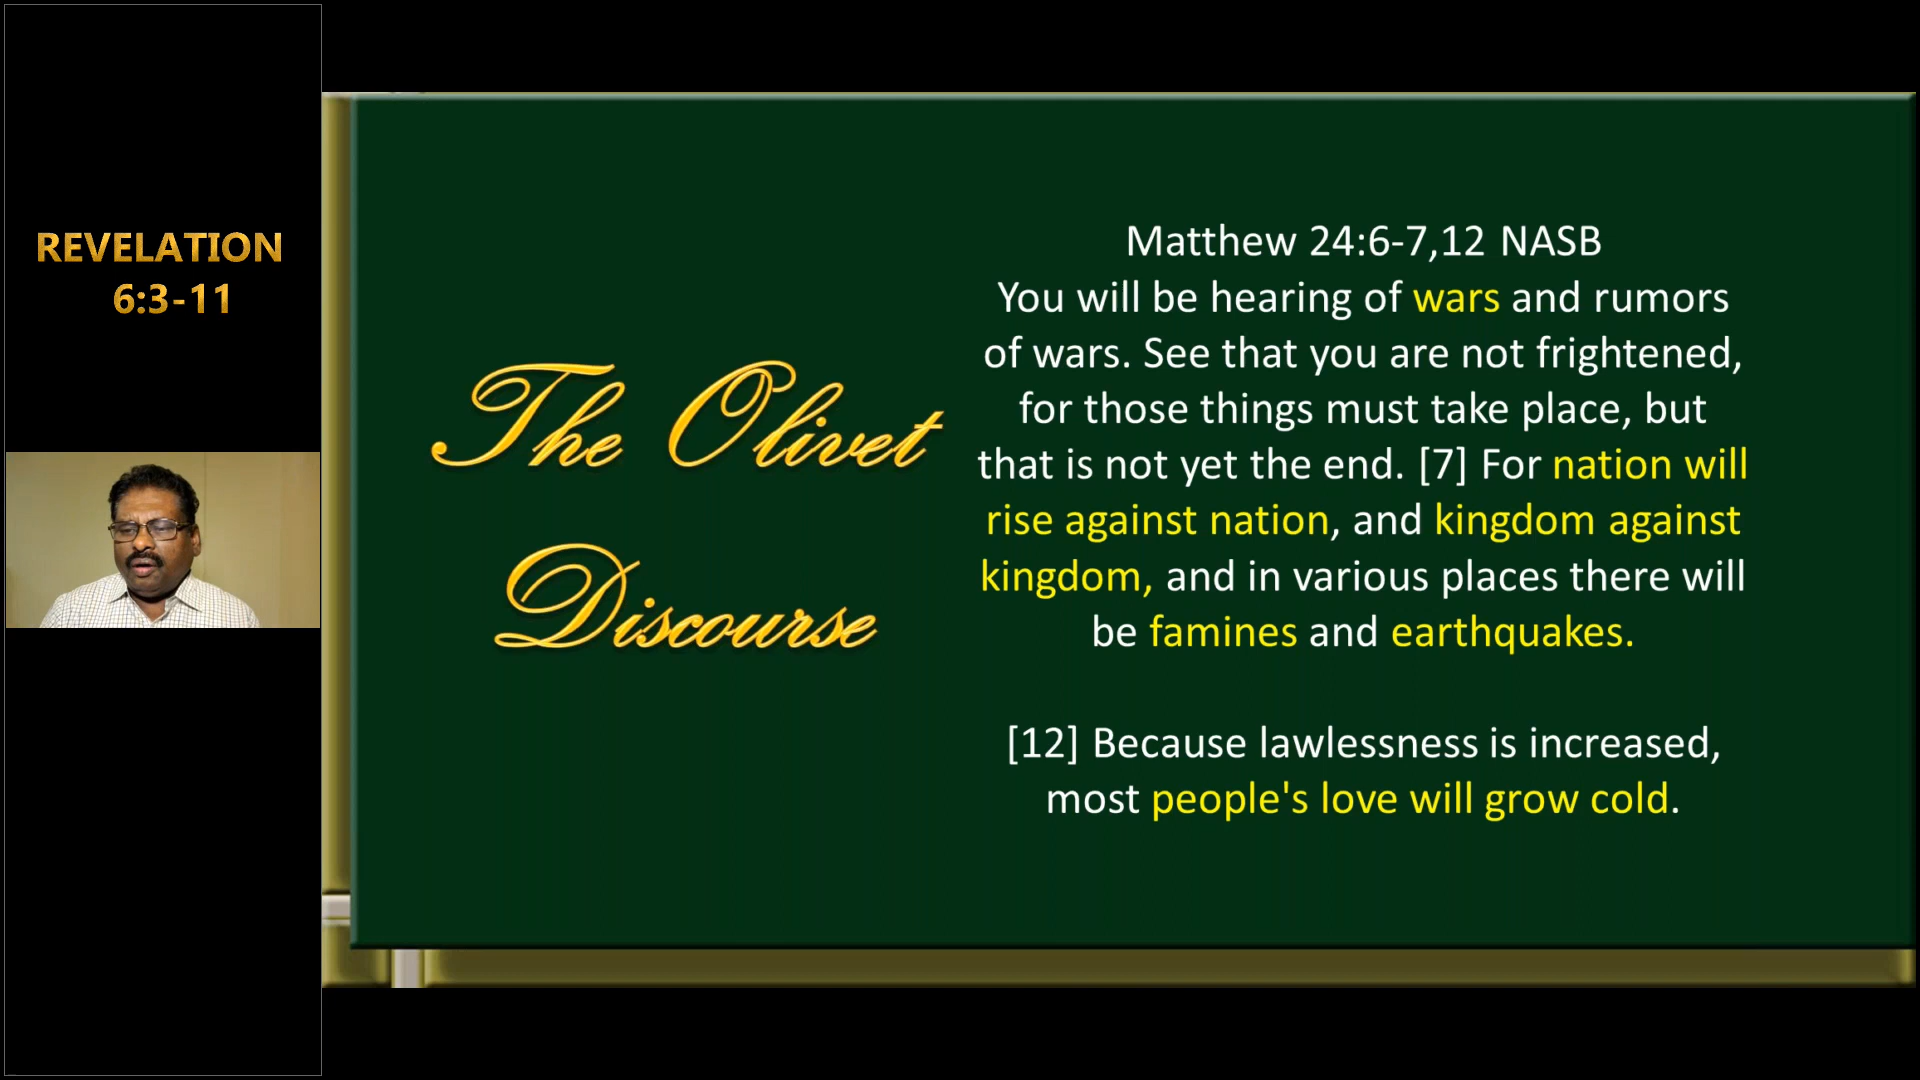 REVELATION
6:3-11
The Olivet
Discourse
Matthew 24:6-7,12 NASB
You will be hearing of wars and rumors
of wars. See that you are not frightened,
for those things must take place, but
that is not yet the end. [7] For nation will
rise against nation, and kingdom against
kingdom, and in various places there will
be famines and earthquakes.
[12] Because lawlessness is increased,
most people's love will grow cold.